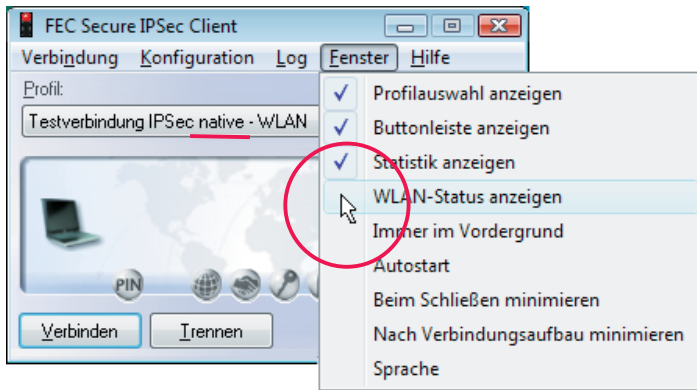 FEC Secure IPSec Client
Verbindung Konfiguration Log Fenster Hilfe
Profil:
Testverbindung IPSec native - WLAN
PIN
Verbinden Trennen
Profilauswahl anzeigen
Buttonleiste anzeigen
Statistik anzeigen
WLAN-Status anzeigen
Immer im Vordergrund
Autostart
Beim Schließen minimieren
Nach Verbindungsaufbau minimieren
Sprache